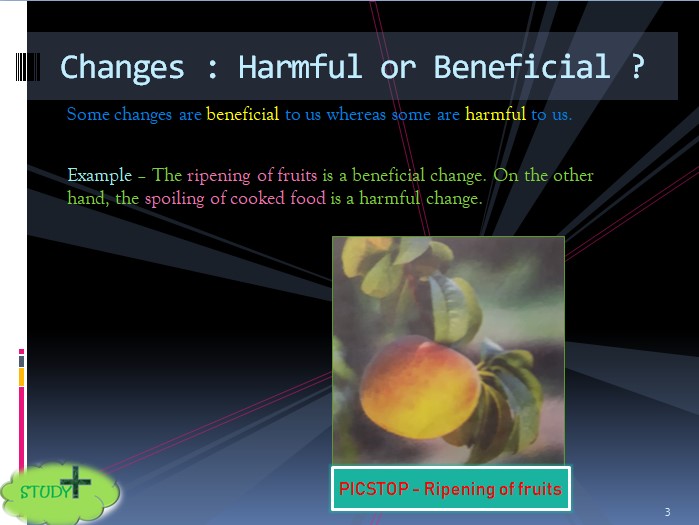 Changes : Harmful or Beneficial ?
Some changes are beneficial to us whereas some are harmful to us.
Example – The ripening of fruits is a beneficial change. On the other
hand, the spoiling of cooked food is a harmful change.
PICSTOP - Ripening of fruits
STUDY+
3